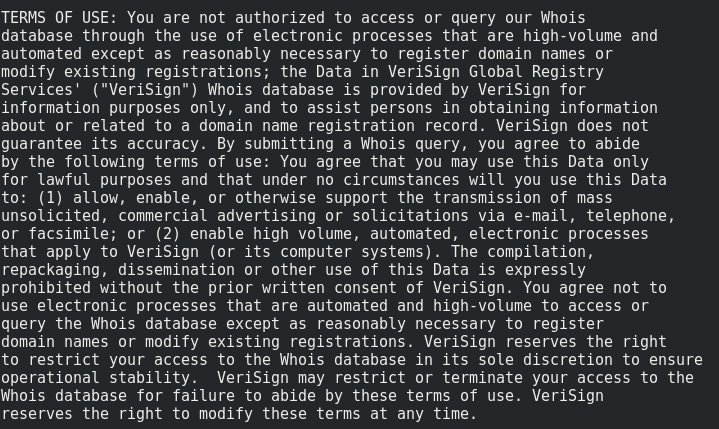 TERMS OF USE: You are not authorized to access or query our Whois
database through the use of electronic processes that are high-volume and
automated except as reasonably necessary to register domain names or
modify existing registrations; the Data in VeriSign Global Registry
Services' ("VeriSign") Whois database is provided by VeriSign for
information purposes only, and to assist persons in obtaining information
about or related to a domain name registration record. VeriSign does not
guarantee its accuracy. By submitting a Whois query, you agree to abide
by the following terms of use: You agree that you may use this Data only
for lawful purposes and that under no circumstances will you use this Data
to: (1) allow, enable, or otherwise support the transmission of mass
unsolicited, commercial advertising or solicitations via e-mail, telephone,
or facsimile; or (2) enable high volume, automated, electronic processes
that apply to VeriSign (or its computer systems). The compilation,
repackaging, dissemination or other use of this Data is expressly
prohibited without the prior written consent of VeriSign. You agree not to
use electronic processes that are automated and high-volume to access or
query the Whois database except as reasonably necessary to register
domain names or modify existing registrations. VeriSign reserves the right
to restrict your access to the Whois database in its sole discretion to ensure
operational stability.  VeriSign may restrict or terminate your access to the
Whois database for failure to abide by these terms of use. VeriSign
reserves the right to modify these terms at any time.